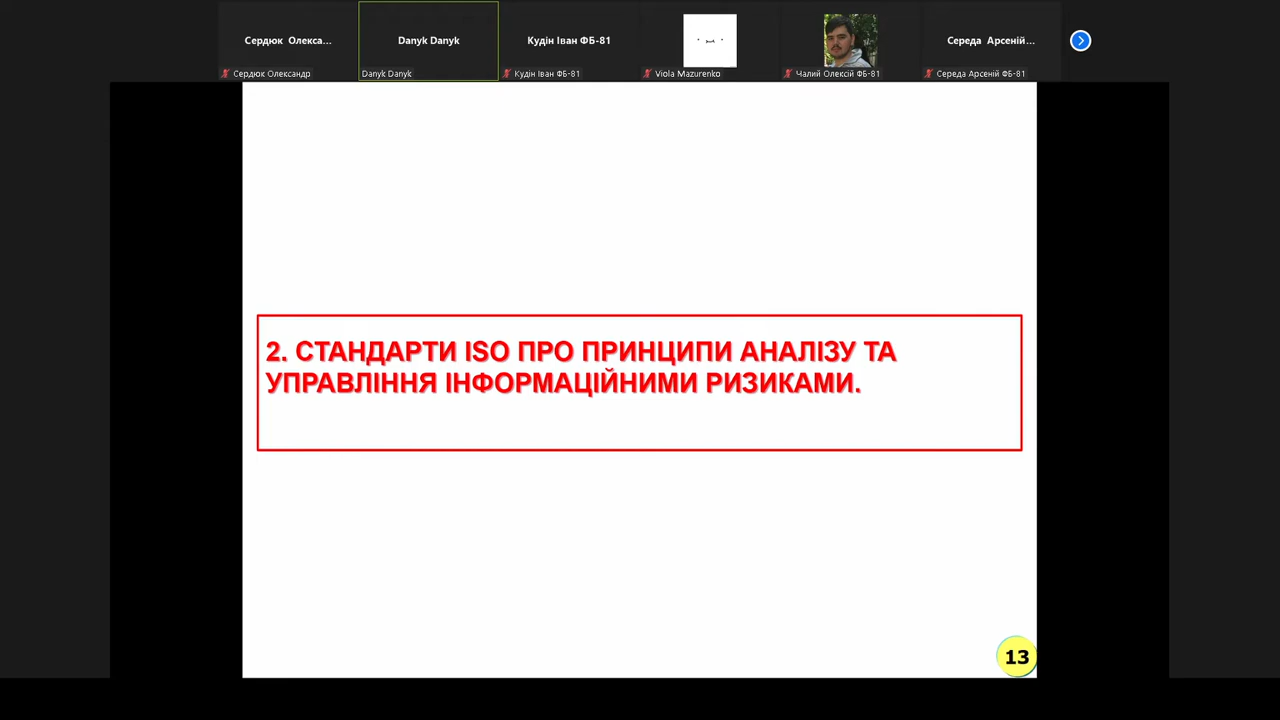 Сердюк Олекса...
Danyk Danyk
Кудін Іван ФБ-81
Середа Арсеній...
Сердюк Олександр
Danyk Danyk
Кудін Іван ФБ-81
Viola Mazurenko
Чалий Олексій ФБ-81
Середа Арсеній ФБ-81
2. СТАНДАРТИ ISO ПРО ПРИНЦИПИ АНАЛІЗУ ТА
УПРАВЛІННЯ ІНФОРМАЦІЙНИМИ РИЗИКАМИ.
13